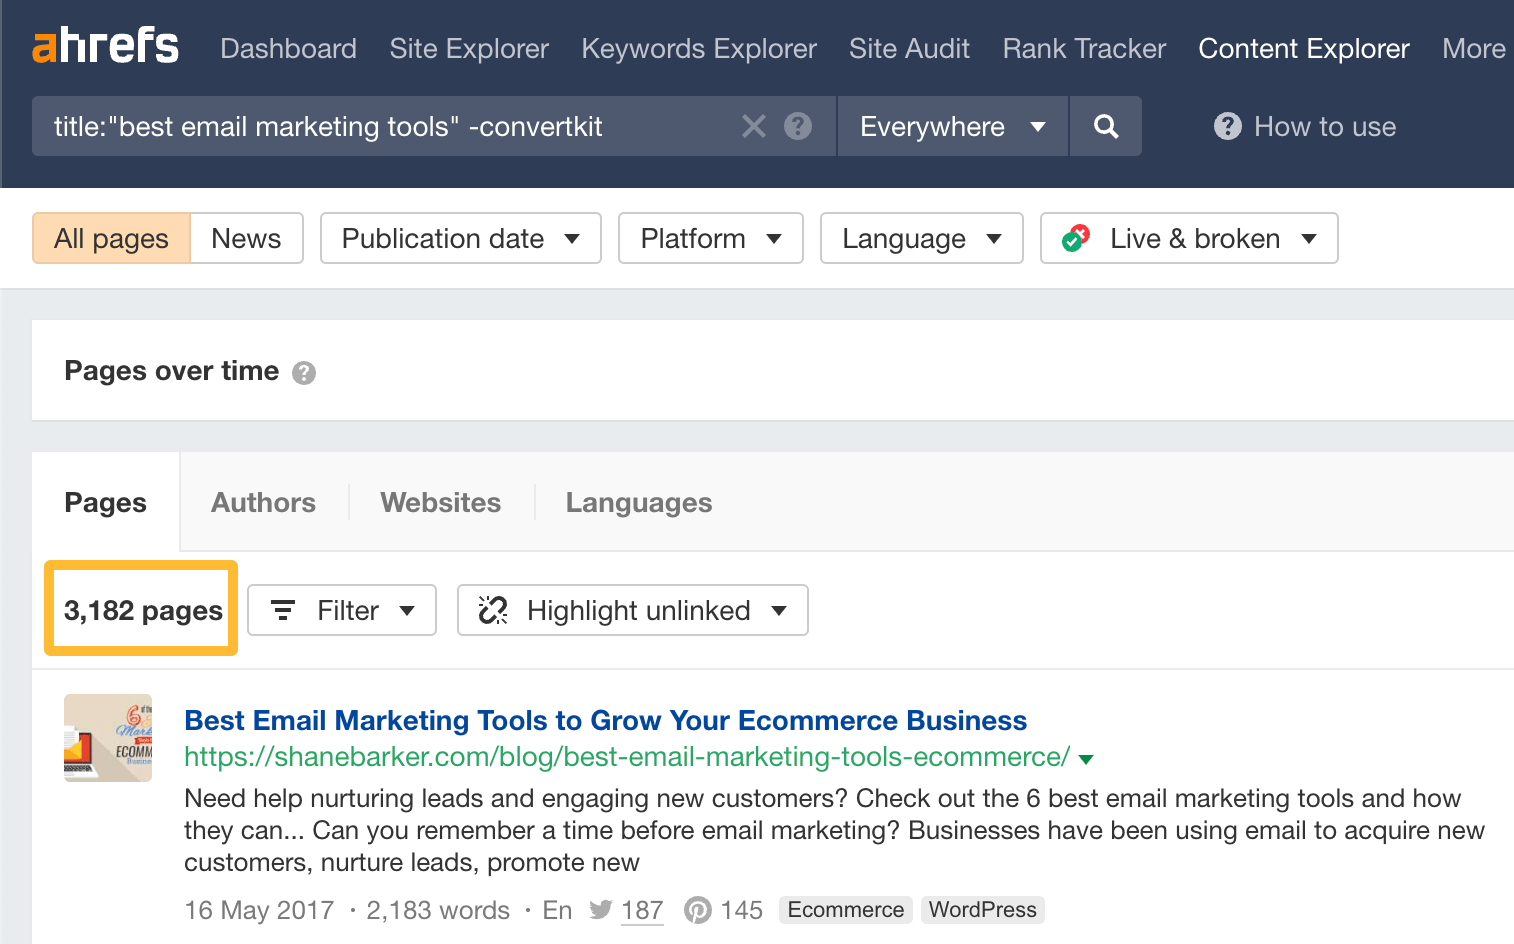 ahrefs Dashboard Site Explorer Keywords Explorer Site Audit Rank Tracker Content Explorer More
title:"best email marketing tools" -convertkit Everywhere How to use
All pages News Publication date Platform Language Live & broken
Pages over time
Pages Authors Websites Languages
3,182 pages Filter Highlight unlinked
Best Email Marketing Tools to Grow Your Ecommerce Business
https://shanebarker.com/blog/best-email-marketing-tools-ecommerce/
Need help nurturing leads and engaging new customers? Check out the 6 best email marketing tools and how
they can... Can you remember a time before email marketing? Businesses have been using email to acquire new
customers, nurture leads, promote new
16 May 2017 · 2,183 words · En 187 145 Ecommerce WordPress